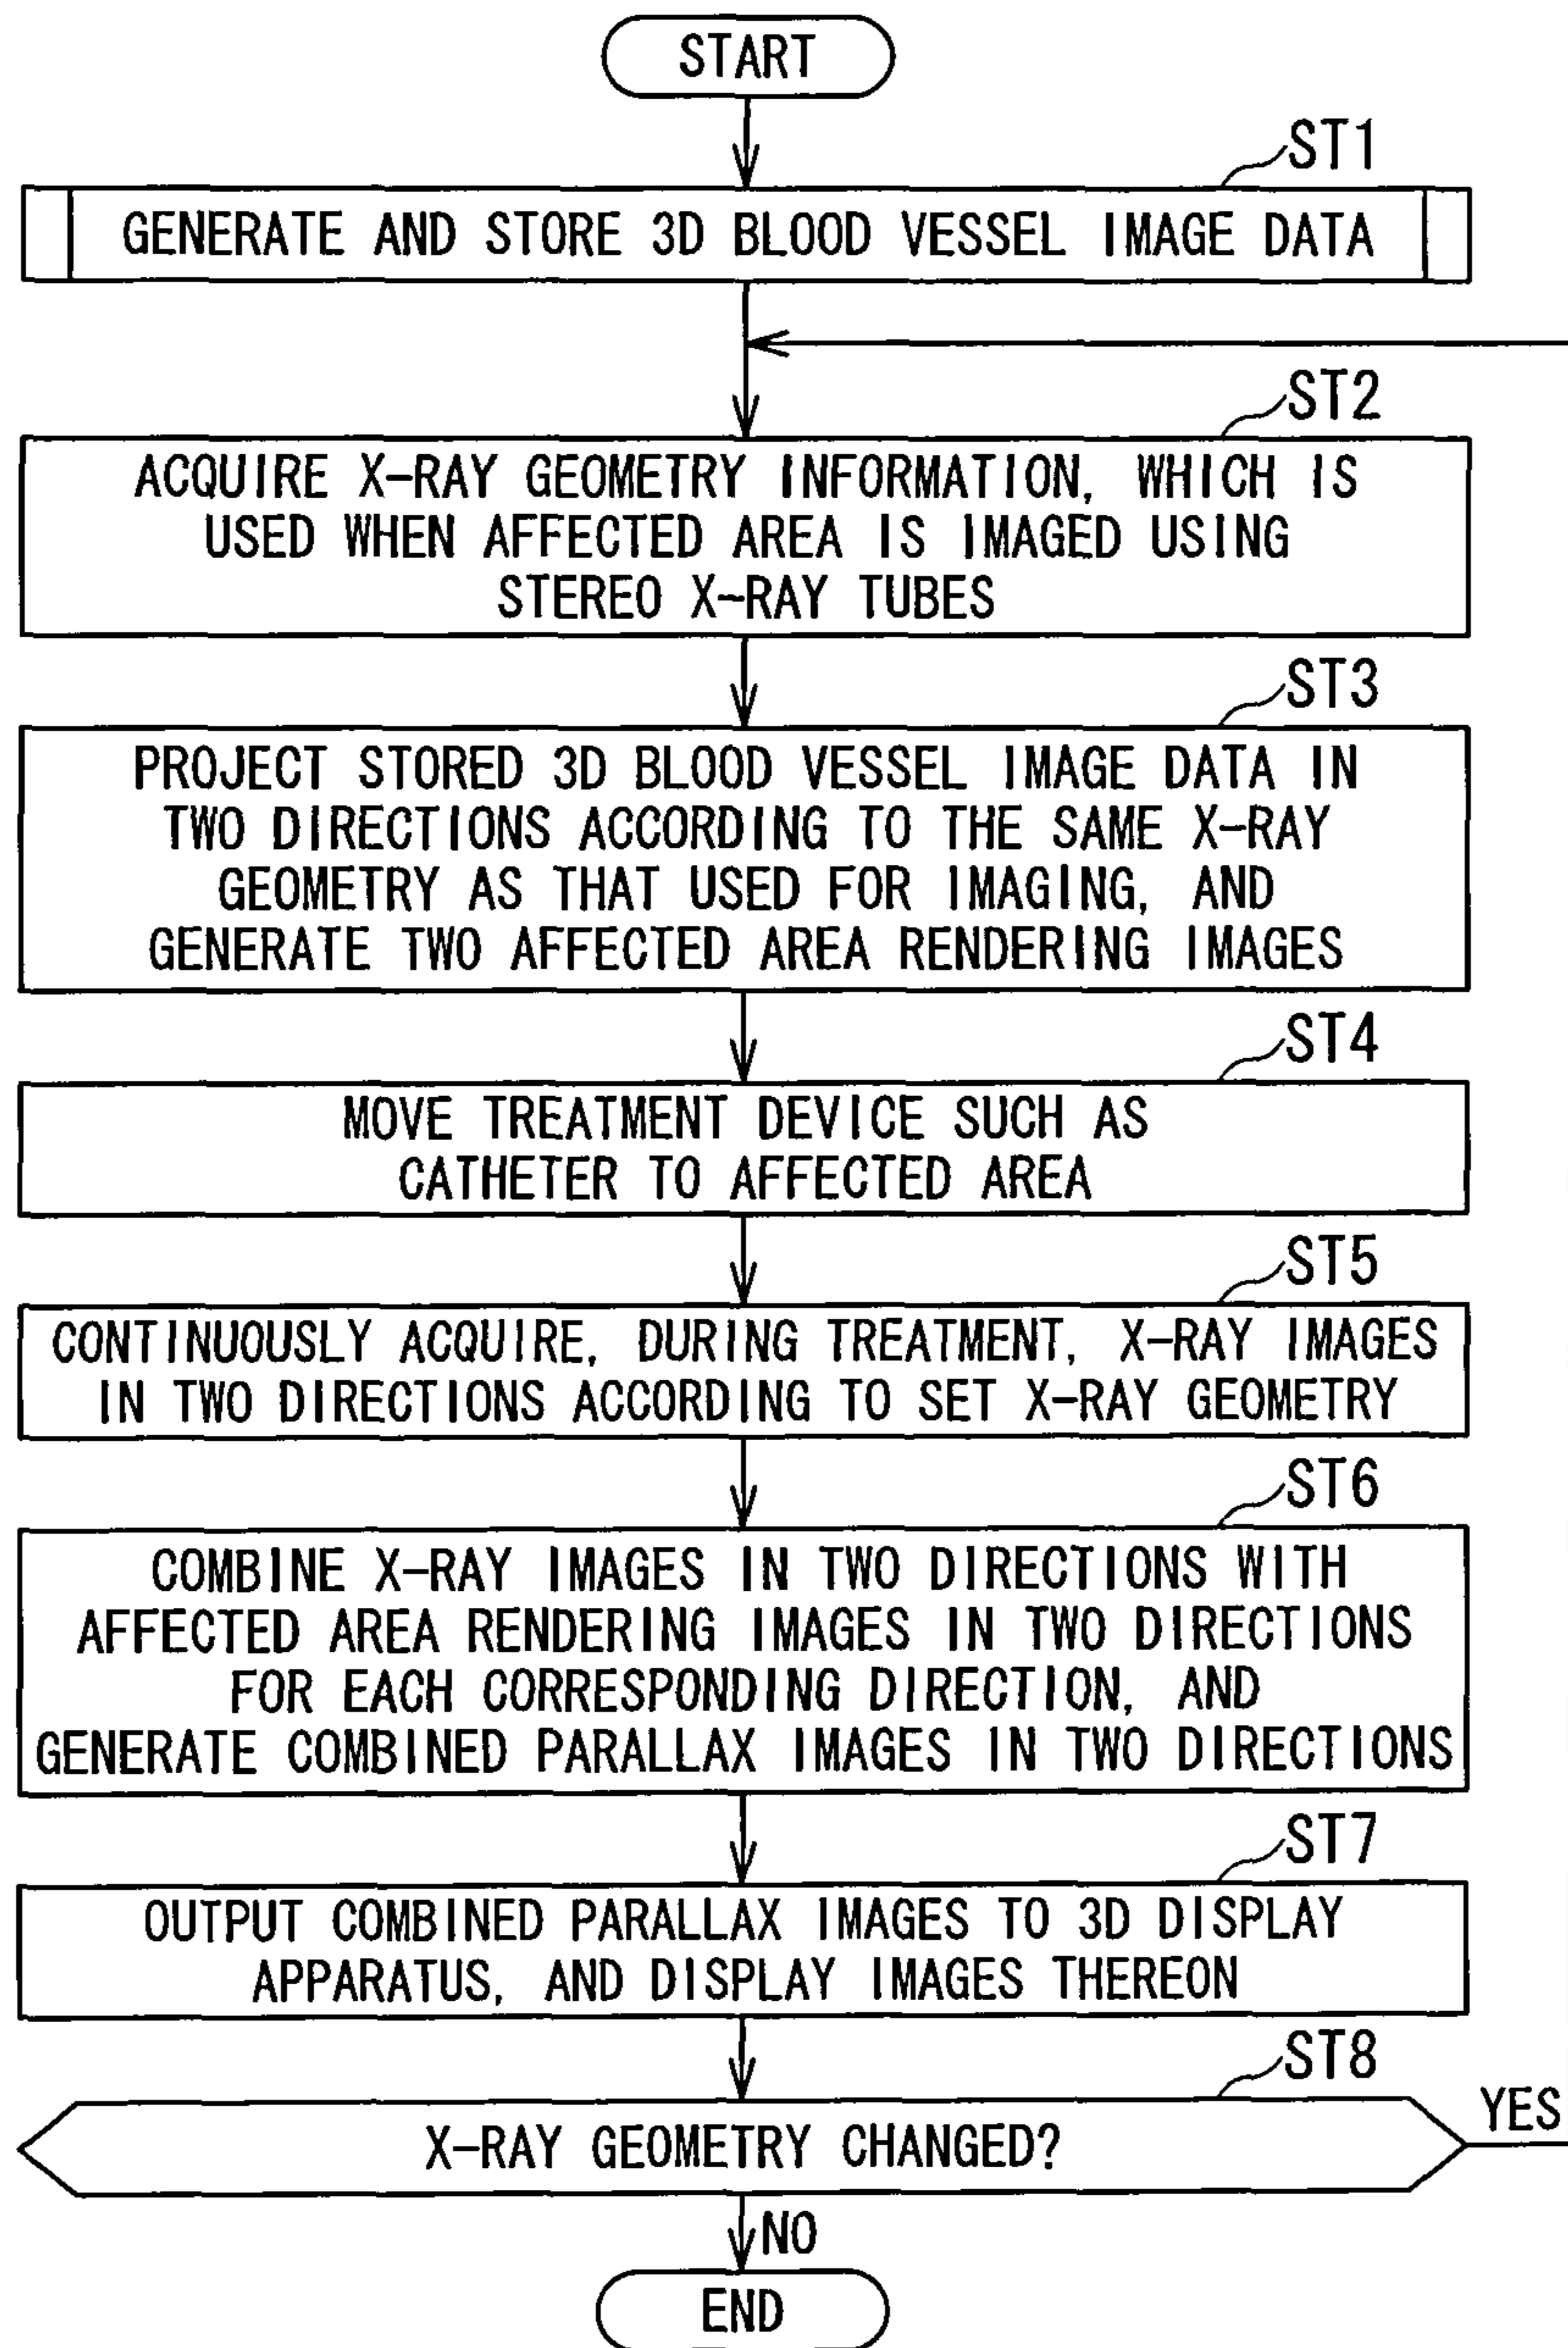 START
ST1
GENERATE AND STORE 3D BLOOD VESSEL IMAGE DATA
ST2
ACQUIRE X-RAY GEOMETRY INFORMATION, WHICH IS
USED WHEN AFFECTED AREA IS IMAGED USING
STEREO X-RAY TUBES
ST3
PROJECT STORED 3D BLOOD VESSEL IMAGE DATA IN
TWO DIRECTIONS ACCORDING TO THE SAME X-RAY
GEOMETRY AS THAT USED FOR IMAGING, AND
GENERATE TWO AFFECTED AREA RENDERING IMAGES
ST4
MOVE TREATMENT DEVICE SUCH AS
CATHETER TO AFFECTED AREA
ST5
CONTINUOUSLY ACQUIRE, DURING TREATMENT, X-RAY IMAGES
IN TWO DIRECTIONS ACCORDING TO SET X-RAY GEOMETRY
ST6
COMBINE X-RAY IMAGES IN TWO DIRECTIONS WITH
AFFECTED AREA RENDERING IMAGES IN TWO DIRECTIONS
FOR EACH CORRESPONDING DIRECTION, AND
GENERATE COMBINED PARALLAX IMAGES IN TWO DIRECTIONS
ST7
OUTPUT COMBINED PARALLAX IMAGES TO 3D DISPLAY
APPARATUS, AND DISPLAY IMAGES THEREON
ST8
X-RAY GEOMETRY CHANGED?
YES
NO
END